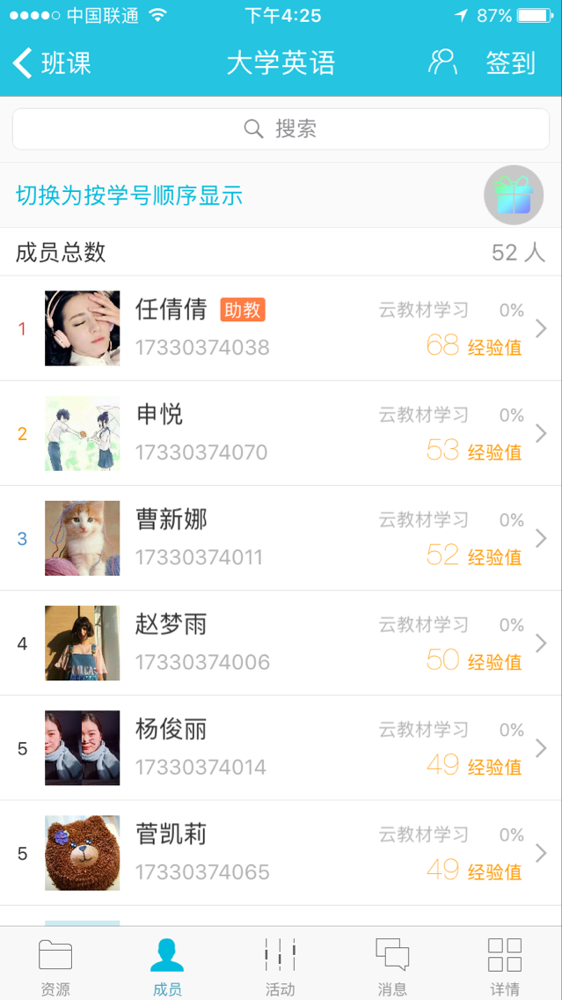 中国联通 下午4:25 87%
班课 大学英语 签到
搜索
切换为按学号顺序显示
成员总数 52 人
1 任倩倩 助教 云教材学习 0%
17330374038 68 经验值
2 申悦 云教材学习 0%
17330374070 53 经验值
3 曹新娜 云教材学习 0%
17330374011 52 经验值
4 赵梦雨 云教材学习 0%
17330374006 50 经验值
5 杨俊丽 云教材学习 0%
17330374014 49 经验值
5 菅凯莉 云教材学习 0%
17330374065 49 经验值
资源 成员 活动 消息 详情